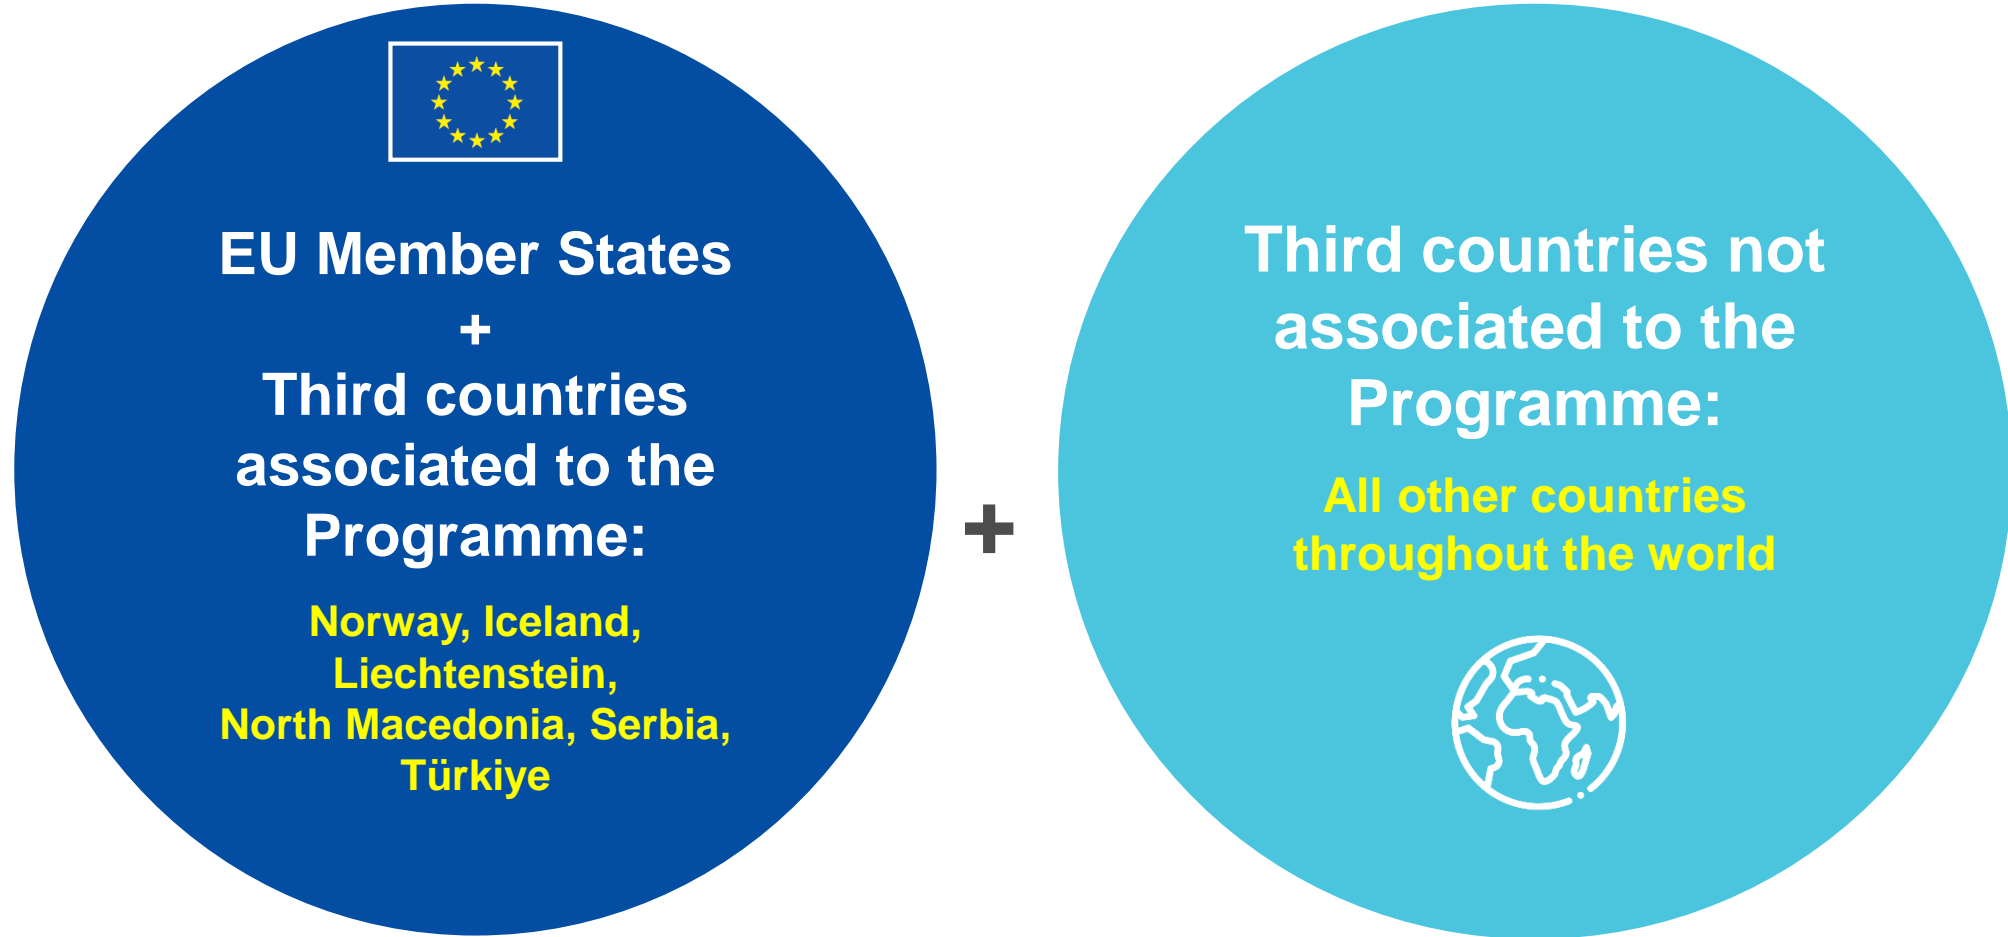 EU Member States
+
Third countries
associated to the
Programme:
Norway, Iceland,
Liechtenstein,
North Macedonia, Serbia,
Türkiye
+
Third countries not
associated to the
Programme:
All other countries
throughout the world